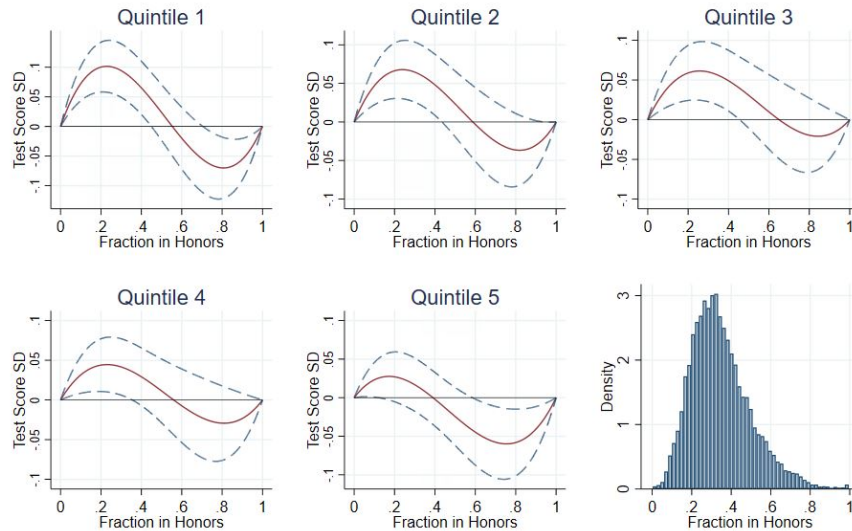 Quintile 1
Test Score SD
-.1 -.05 0 .05 .1
0 .2 .4 .6 .8 1
Fraction in Honors
Quintile 2
Test Score SD
-.1 -.05 0 .05 .1
0 .2 .4 .6 .8 1
Fraction in Honors
Quintile 3
Test Score SD
-.1 -.05 0 .05 .1
0 .2 .4 .6 .8 1
Fraction in Honors
Quintile 4
Test Score SD
-.1 -.05 0 .05 .1
0 .2 .4 .6 .8 1
Fraction in Honors
Quintile 5
Test Score SD
-.1 -.05 0 .05 .1
0 .2 .4 .6 .8 1
Fraction in Honors
Density
0 1 2 3
0 .2 .4 .6 .8 1
Fraction in Honors